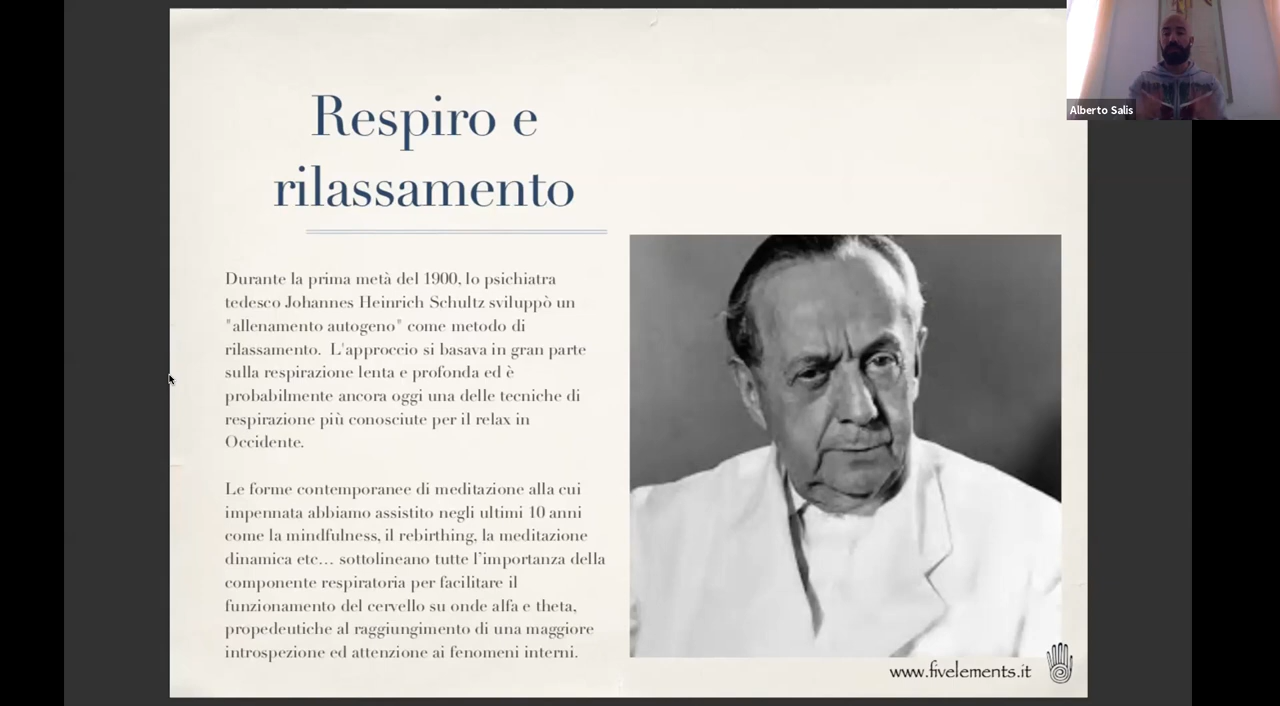 Alberto Salis
Respiro e
rilassamento
Durante la prima metà del 1900, lo psichiatra
tedesco Johannes Heinrich Schultz sviluppò un
"allenamento autogeno" come metodo di
rilassamento.  L'approccio si basava in gran parte
sulla respirazione lenta e profonda ed è
probabilmente ancora oggi una delle tecniche di
respirazione più conosciute per il relax in
Occidente.
Le forme contemporanee di meditazione alla cui
impennata abbiamo assistito negli ultimi 10 anni
come la mindfulness, il rebirthing, la meditazione
dinamica etc… sottolineano tutte l’importanza della
componente respiratoria per facilitare il
funzionamento del cervello su onde alfa e theta,
propedeutiche al raggiungimento di una maggiore
introspezione ed attenzione ai fenomeni interni.
www.fivelements.it